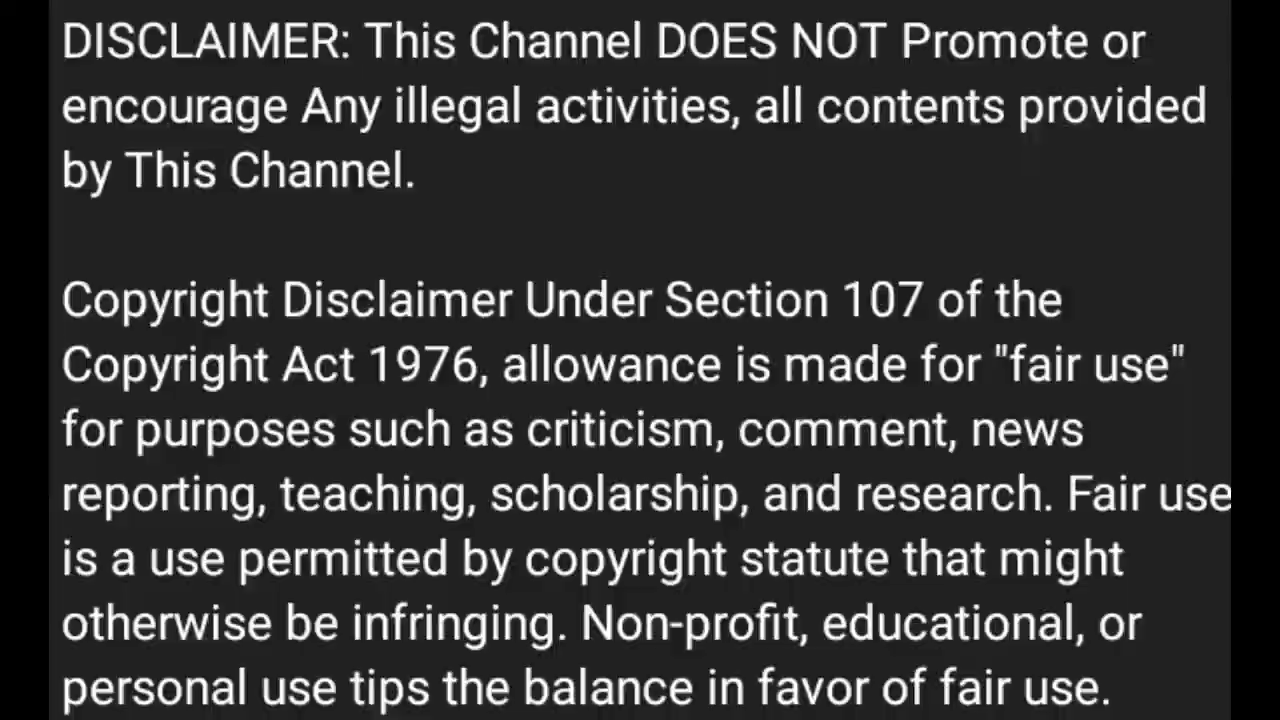 DISCLAIMER: This Channel DOES NOT Promote or
encourage Any illegal activities, all contents provided
by This Channel.
Copyright Disclaimer Under Section 107 of the
Copyright Act 1976, allowance is made for "fair use"
for purposes such as criticism, comment, news
reporting, teaching, scholarship, and research. Fair use
is a use permitted by copyright statute that might
otherwise be infringing. Non-profit, educational, or
personal use tips the balance in favor of fair use.